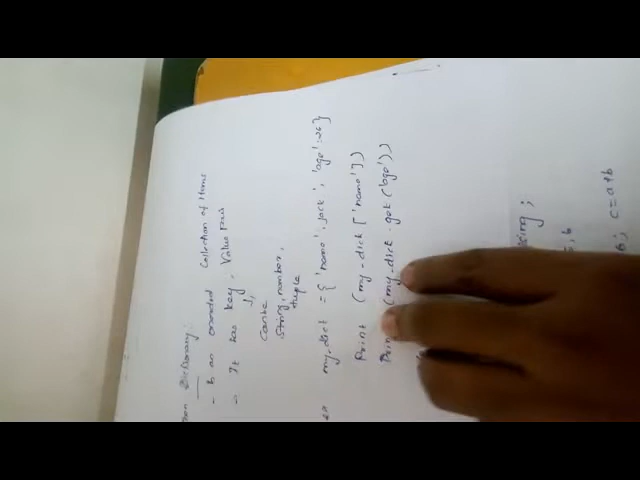 Dictionary:
- is an unordered Collection of Items
- It has key, Value pair
↓
Can be
String, number,
tuple
my_dict = {'name': 'jack', 'age': 26}
Print (my_dict ['name'])
Print (my_dict.get('age'))
; c=a+b